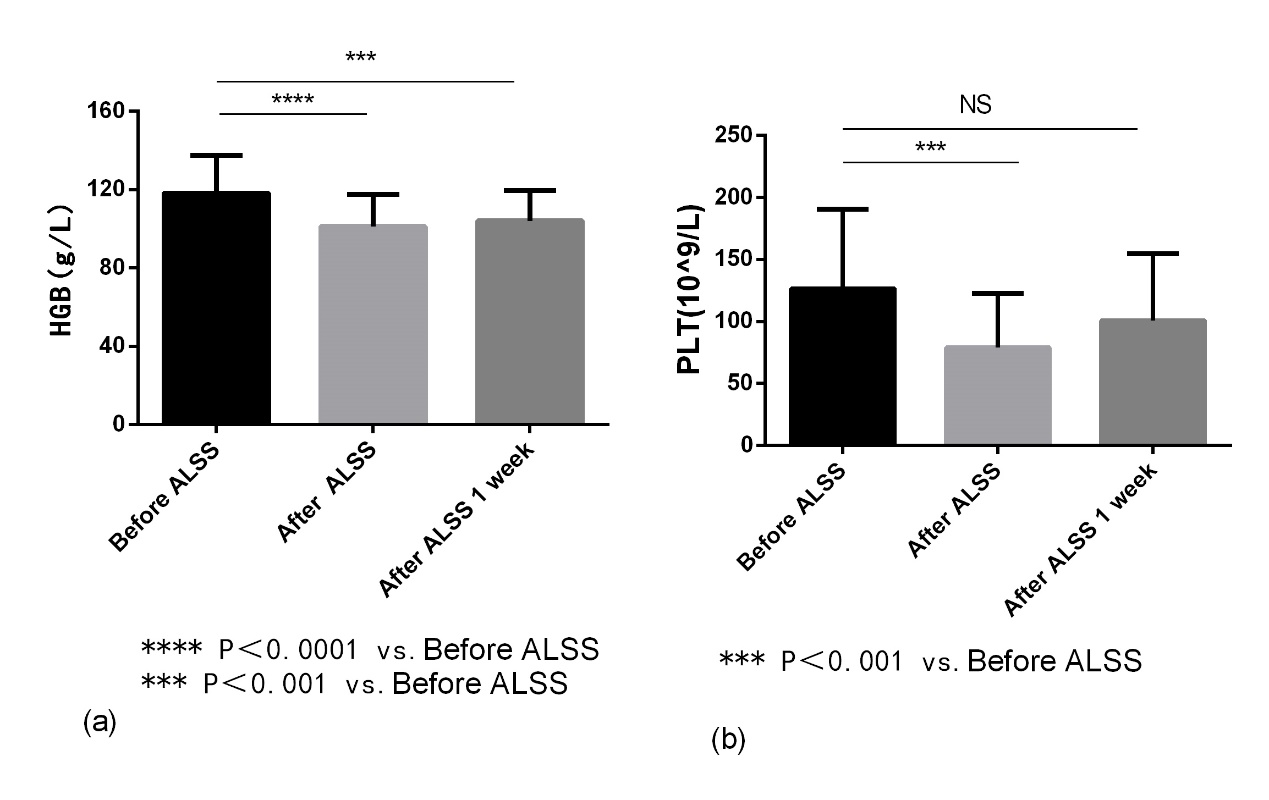 ***
****
160
120
80
40
0
HGB(g/L)
Before ALSS
After ALSS
After ALSS 1 week
**** P<0.0001 vs. Before ALSS
*** P<0.001 vs. Before ALSS
(a)
NS
***
250
200
150
100
50
0
PLT(10^9/L)
Before ALSS
After ALSS
After ALSS 1 week
*** P<0.001 vs. Before ALSS
(b)